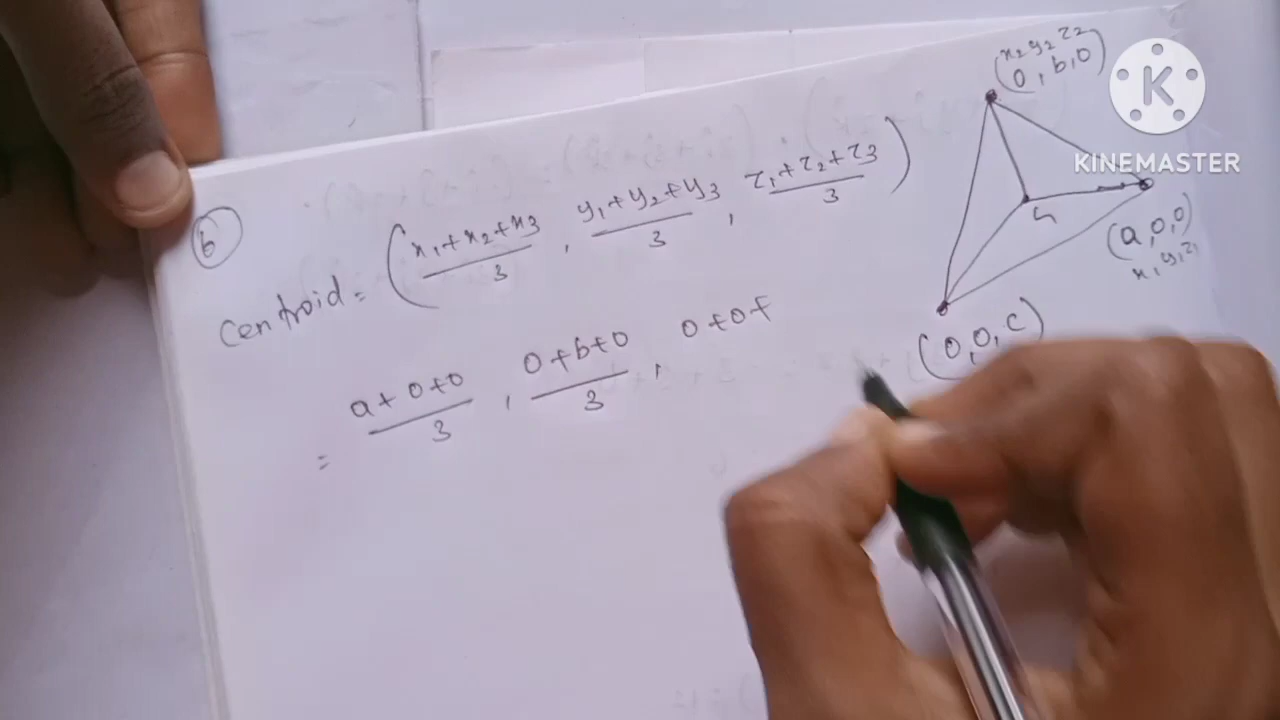 6
Centroid = ( x₁+x₂+x₃ / 3 , y₁+y₂+y₃ / 3 , z₁+z₂+z₃ / 3 )
= a+0+0 / 3 , 0+b+0 / 3 , 0+0+
x₂ y₂ z₂
(0, b, 0)
K
KINEMASTER
G
(a, 0, 0)
x₁ y₁ z₁
(0, 0, c)